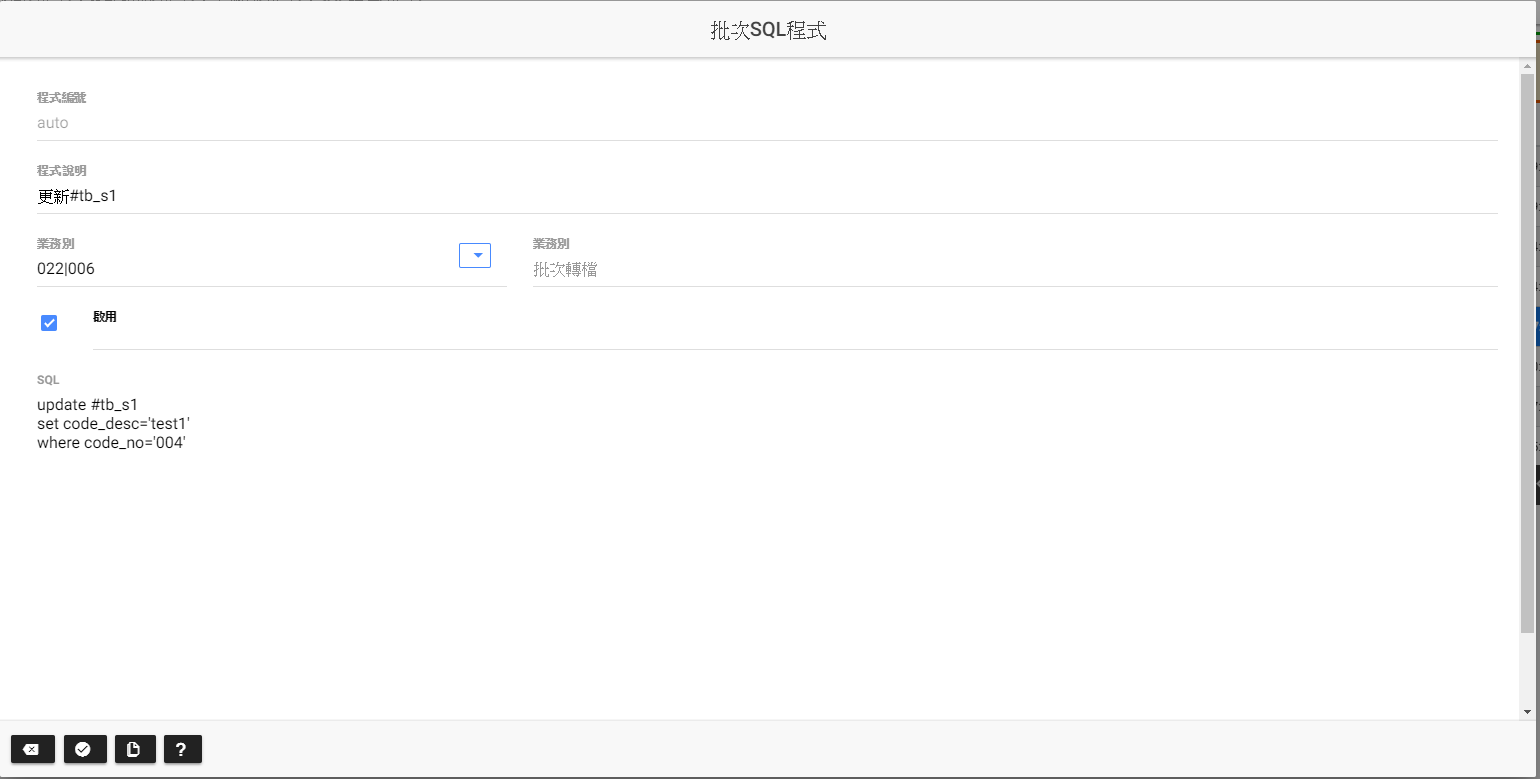 批次SQL程式
程式編號
auto
程式說明
更新#tb_s1
業務別
022|006
業務別
批次轉檔
啟用
SQL
update #tb_s1
set code_desc='test1'
where code_no='004'
?